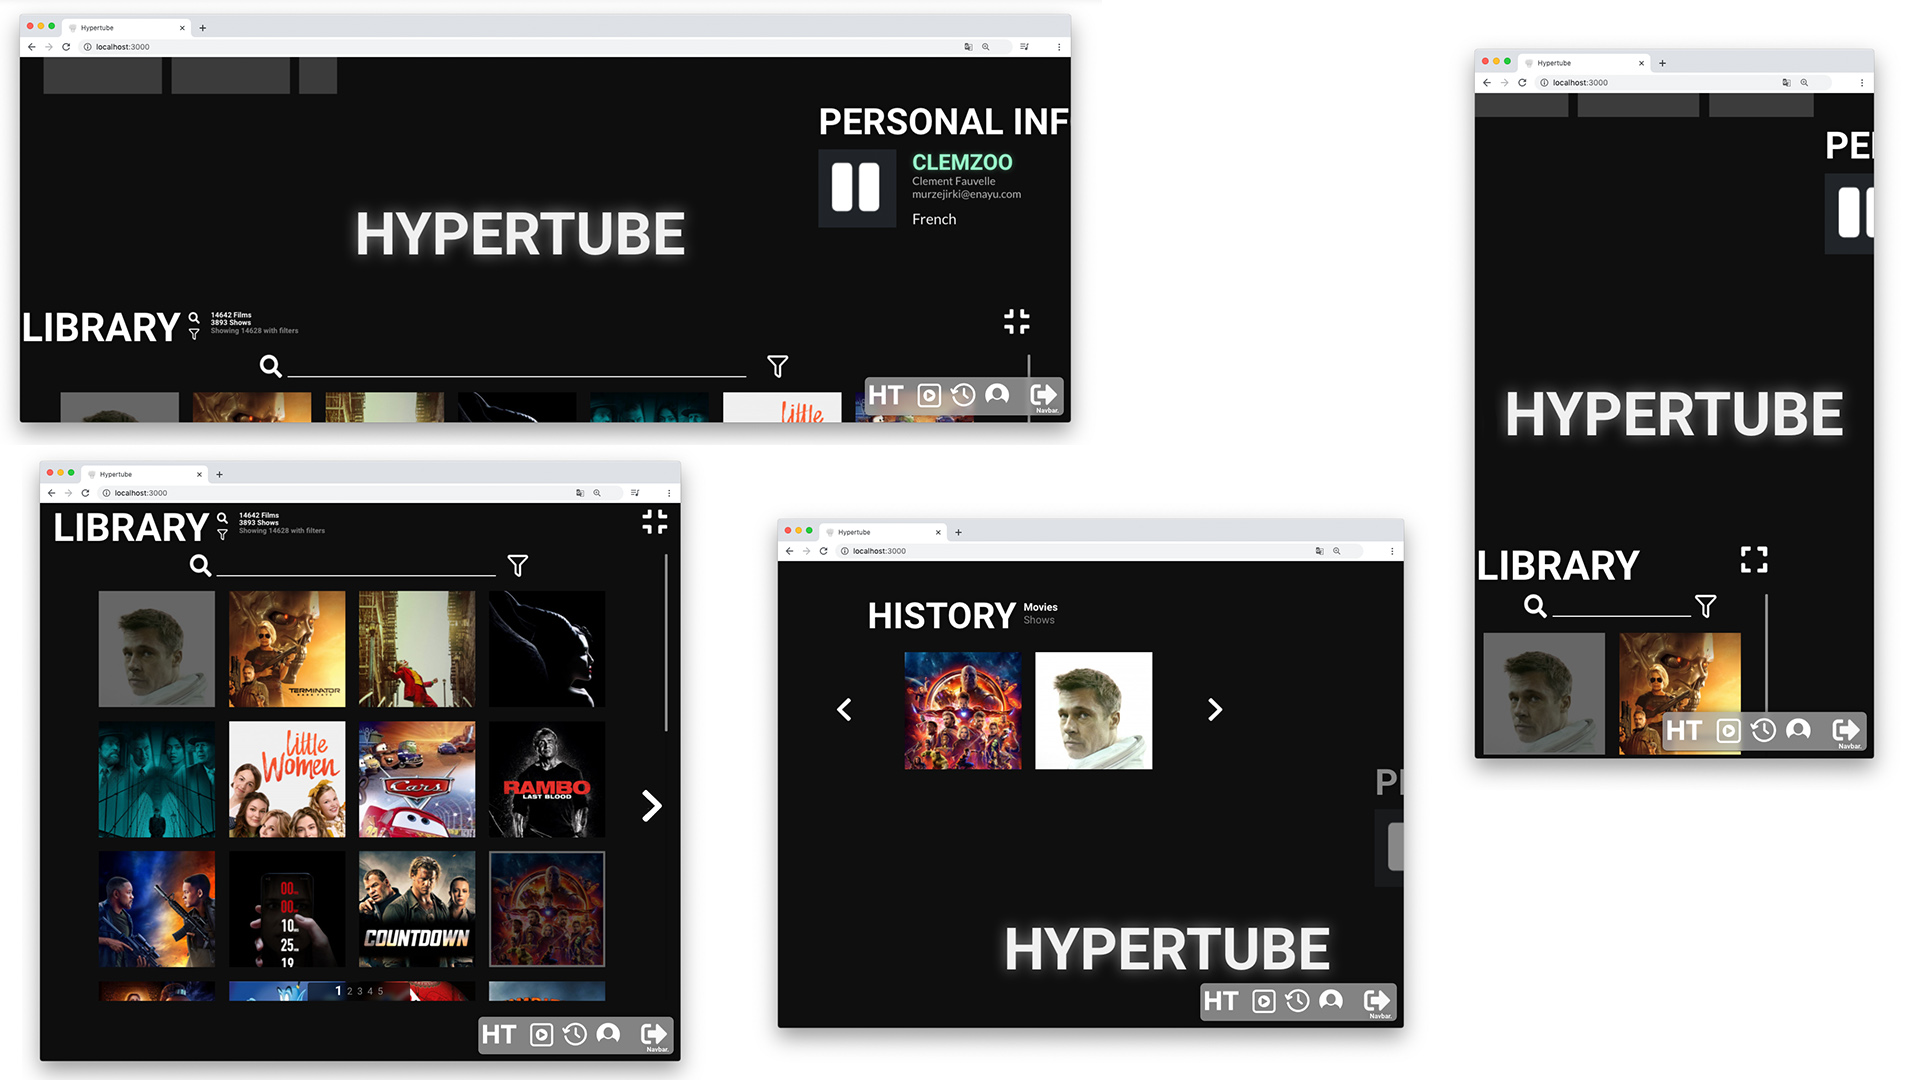 Hypertube
localhost:3000
PERSONAL INF
CLEMZOO
Clement Fauvelle
murzejirki@enayu.com
French
HYPERTUBE
LIBRARY
14642 Films
3893 Shows
Showing 14628 with filters
little
HT
Navbar.
Hypertube
localhost:3000
PE
HYPERTUBE
LIBRARY
HT
Navbar.
Hypertube
localhost:3000
LIBRARY
14642 Films
3893 Shows
Showing 14628 with filters
TERMINATOR
DARK FATE
little
Women
Cars
RAMBO
LAST BLOOD
00
00
10
25
19
COUNTDOWN
1 2 3 4 5
HT
Navbar.
Hypertube
localhost:3000
HISTORY
Movies
Shows
P
HYPERTUBE
HT
Navbar.